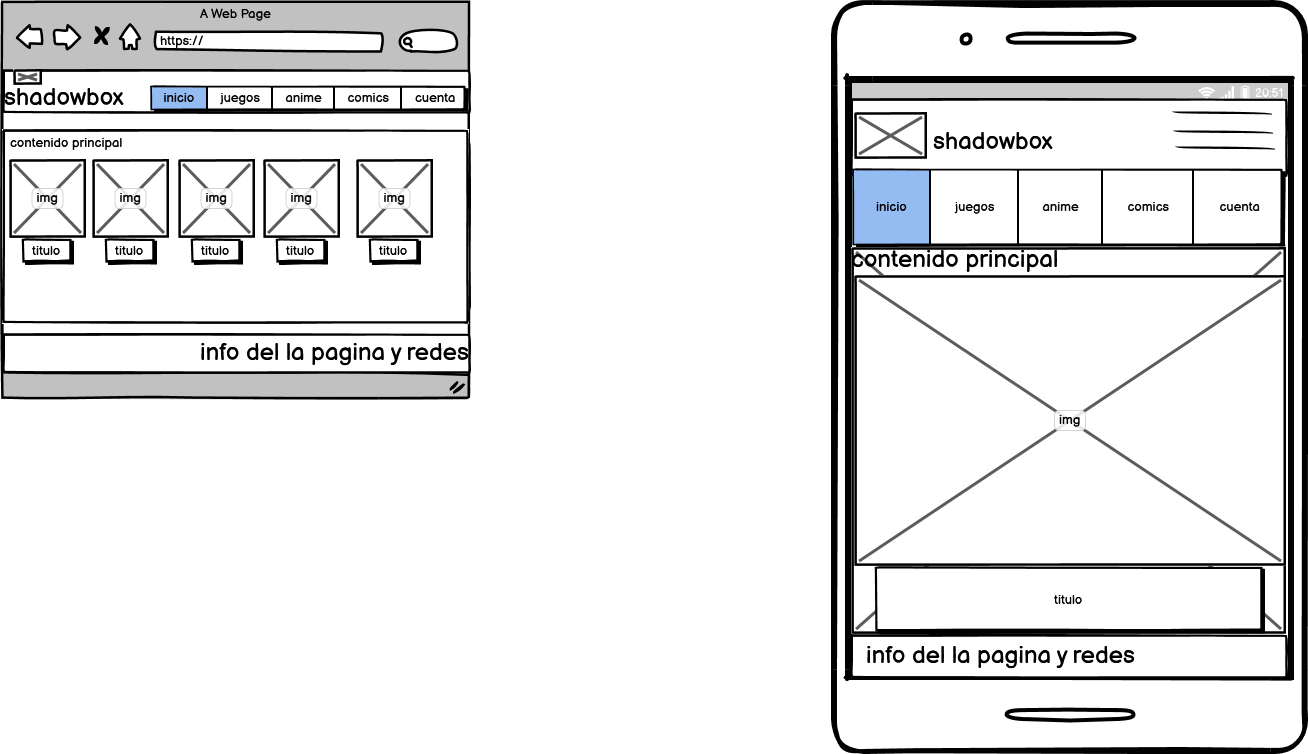 A Web Page
https://
shadowbox
inicio juegos anime comics cuenta
contenido principal
img img img img img
titulo titulo titulo titulo titulo
info del la pagina y redes
20:51
shadowbox
inicio juegos anime comics cuenta
contenido principal
img
titulo
info del la pagina y redes